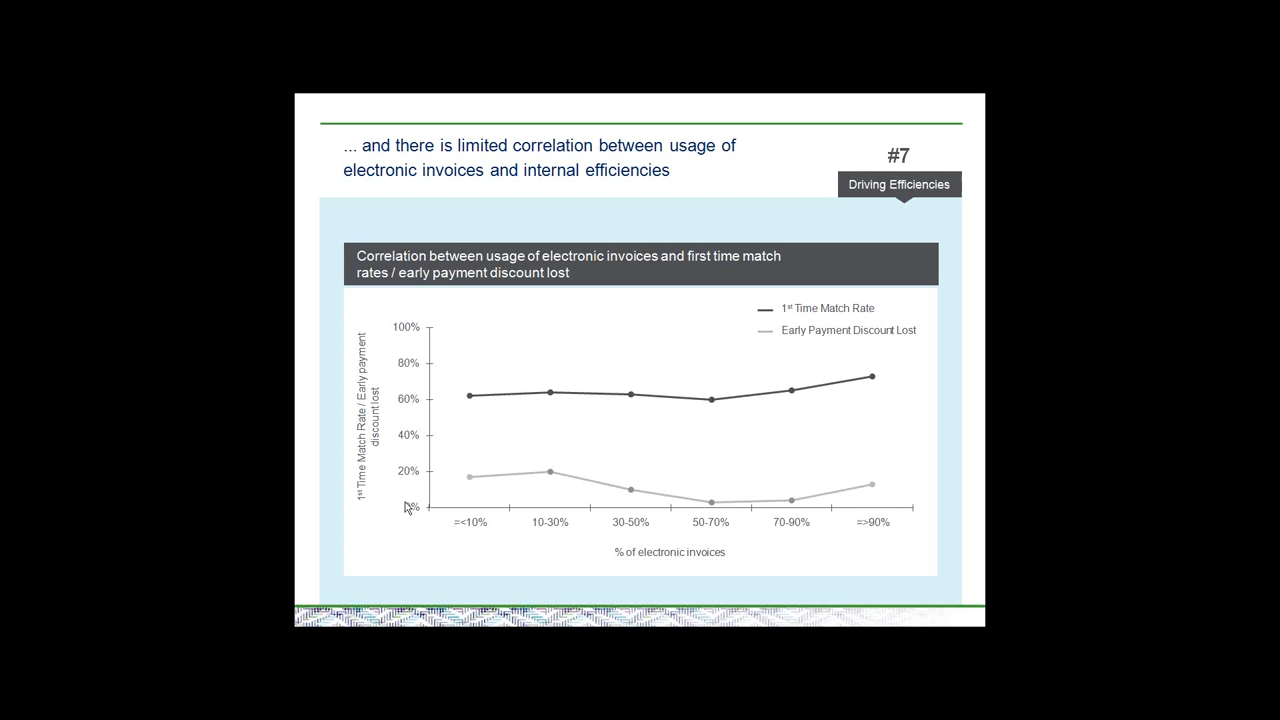 ... and there is limited correlation between usage of
electronic invoices and internal efficiencies
#7
Driving Efficiencies
Correlation between usage of electronic invoices and first time match
rates / early payment discount lost
1st Time Match Rate
Early Payment Discount Lost
1st Time Match Rate / Early payment
discount lost
100%
80%
60%
40%
20%
=<10%
10-30%
30-50%
50-70%
70-90%
=>90%
% of electronic invoices